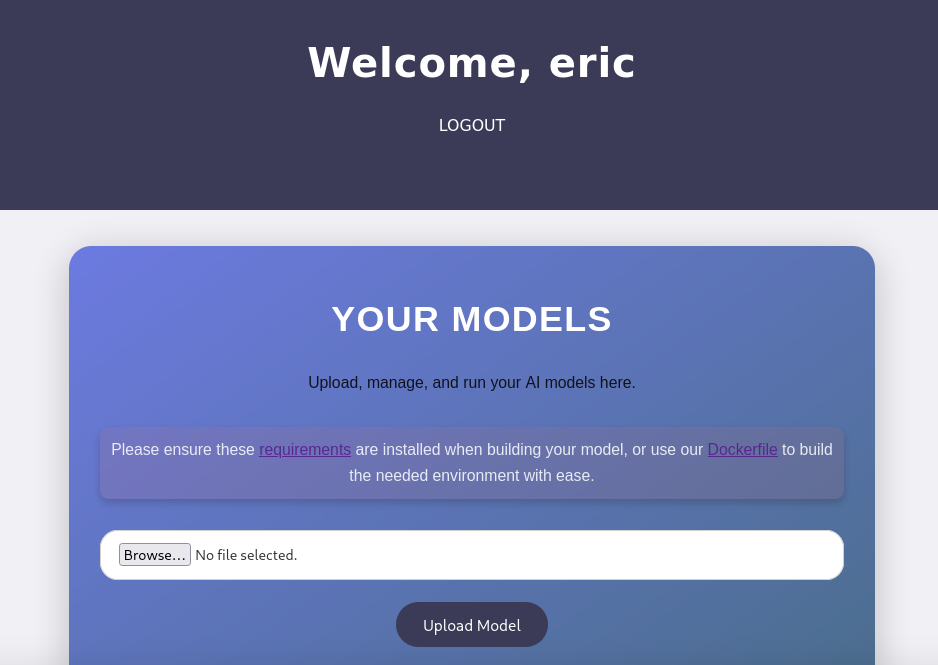 Welcome, eric
LOGOUT
YOUR MODELS
Upload, manage, and run your AI models here.
Please ensure these requirements are installed when building your model, or use our Dockerfile to build
the needed environment with ease.
Browse... No file selected.
Upload Model